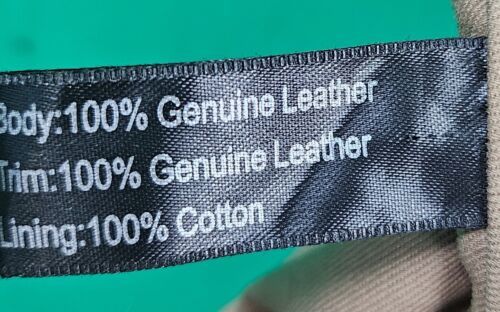 Body:100% Genuine Leather
Trim:100% Genuine Leather
Lining:100% Cotton